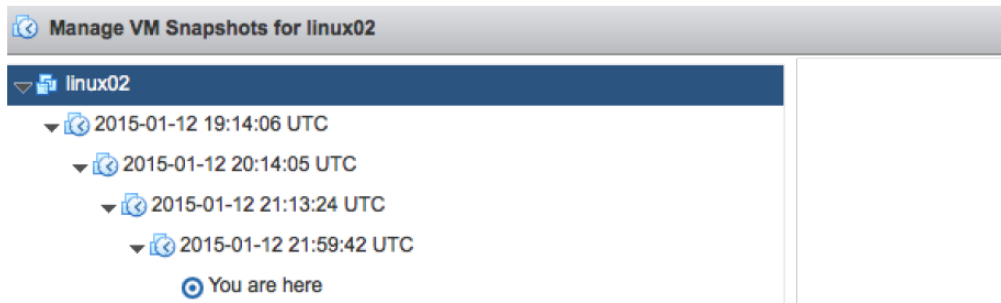 Manage VM Snapshots for linux02
linux02
2015-01-12 19:14:06 UTC
2015-01-12 20:14:05 UTC
2015-01-12 21:13:24 UTC
2015-01-12 21:59:42 UTC
You are here